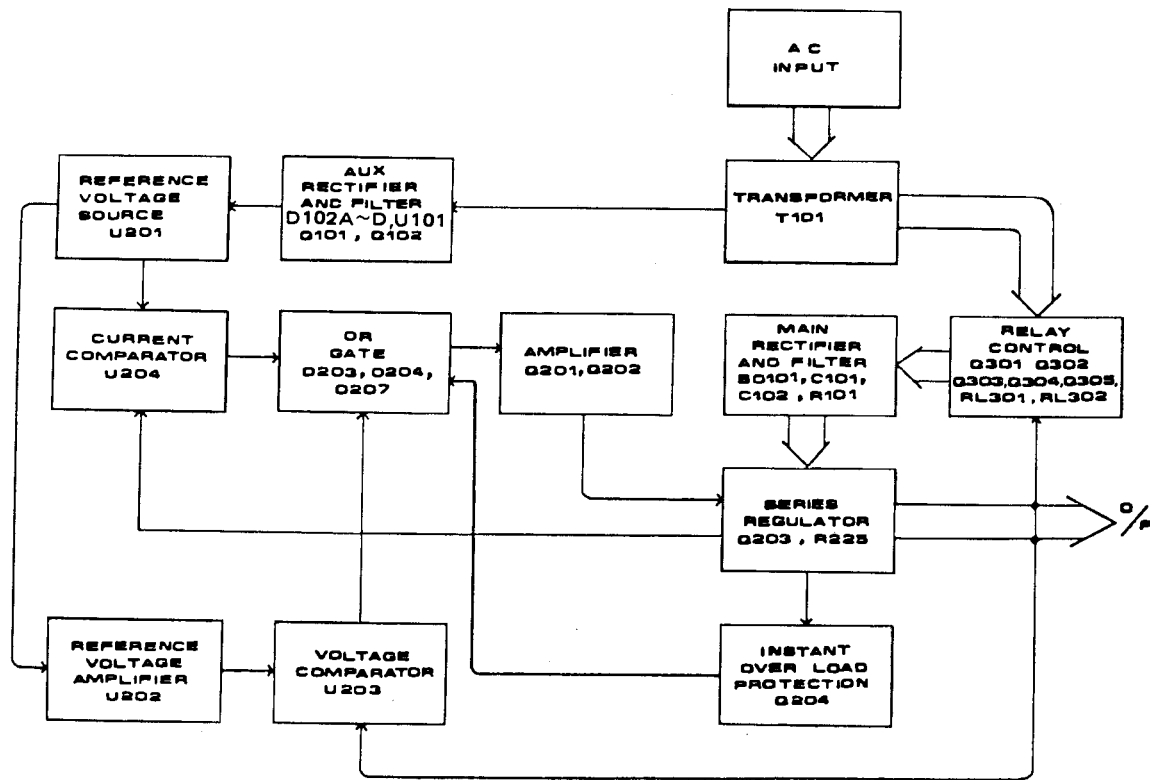 A C
INPUT
REFERENCE
VOLTAGE
SOURCE
U201
AUX
RECTIFIER
AND FILTER
D102A~D,U101
Q101, Q102
TRANSFORMER
T101
CURRENT
COMPARATOR
U204
OR
GATE
D203, D204,
D207
AMPLIFIER
Q201, Q202
MAIN
RECTIFIER
AND FILTER
BD101, C101,
C102, R101
RELAY
CONTROL
Q301 Q302
Q303, Q304, Q305,
RL301, RL302
SERIES
REGULATOR
Q203, R225
O/P
REFERENCE
VOLTAGE
AMPLIFIER
U202
VOLTAGE
COMPARATOR
U203
INSTANT
OVER LOAD
PROTECTION
Q204